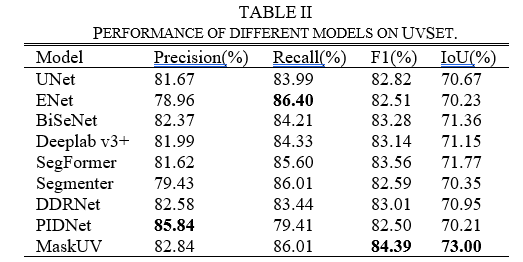 TABLE II
PERFORMANCE OF DIFFERENT MODELS ON UVSET.
Model Precision(%) Recall(%) F1(%) IoU(%)
UNet 81.67 83.99 82.82 70.67
ENet 78.96 86.40 82.51 70.23
BiSeNet 82.37 84.21 83.28 71.36
Deeplab v3+ 81.99 84.33 83.14 71.15
SegFormer 81.62 85.60 83.56 71.77
Segmenter 79.43 86.01 82.59 70.35
DDRNet 82.58 83.44 83.01 70.95
PIDNet 85.84 79.41 82.50 70.21
MaskUV 82.84 86.01 84.39 73.00